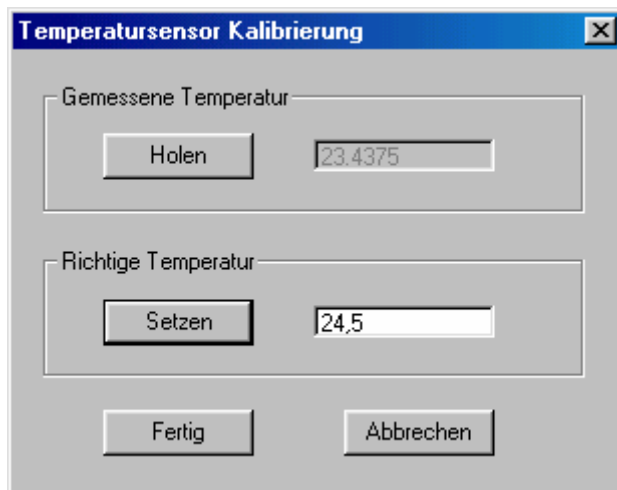 Temperatursensor Kalibrierung
Gemessene Temperatur
Holen 23.4375
Richtige Temperatur
Setzen 24,5
Fertig Abbrechen